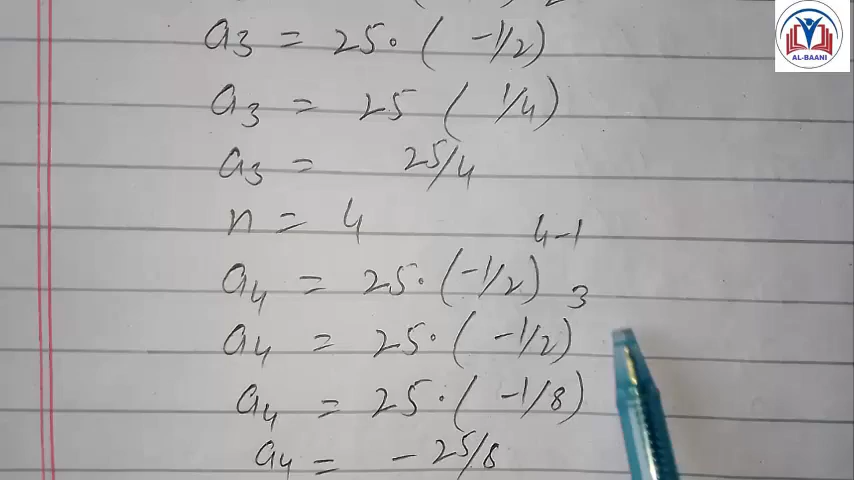 a₃ = 25·(-1/2)²
a₃ = 25 (1/4)
a₃ = 25/4
n = 4
a₄ = 25·(-1/2)⁴⁻¹
a₄ = 25·(-1/2)³
a₄ = 25·(-1/8)
a₄ = -25/8
AL-BAANI